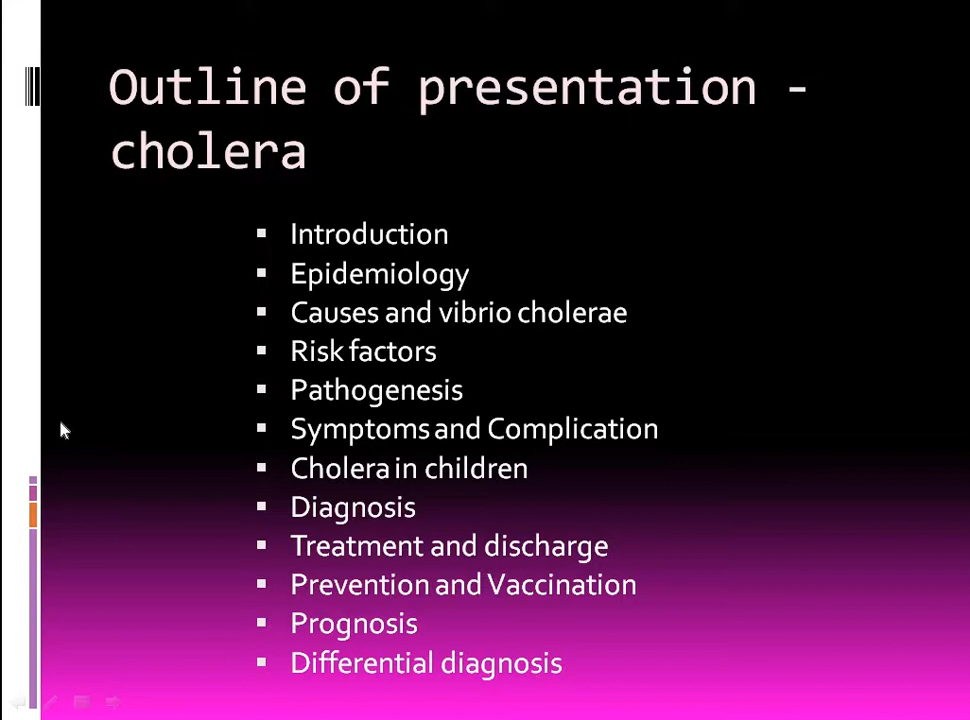 Outline of presentation -
cholera
▪ Introduction
▪ Epidemiology
▪ Causes and vibrio cholerae
▪ Risk factors
▪ Pathogenesis
▪ Symptoms and Complication
▪ Cholera in children
▪ Diagnosis
▪ Treatment and discharge
▪ Prevention and Vaccination
▪ Prognosis
▪ Differential diagnosis